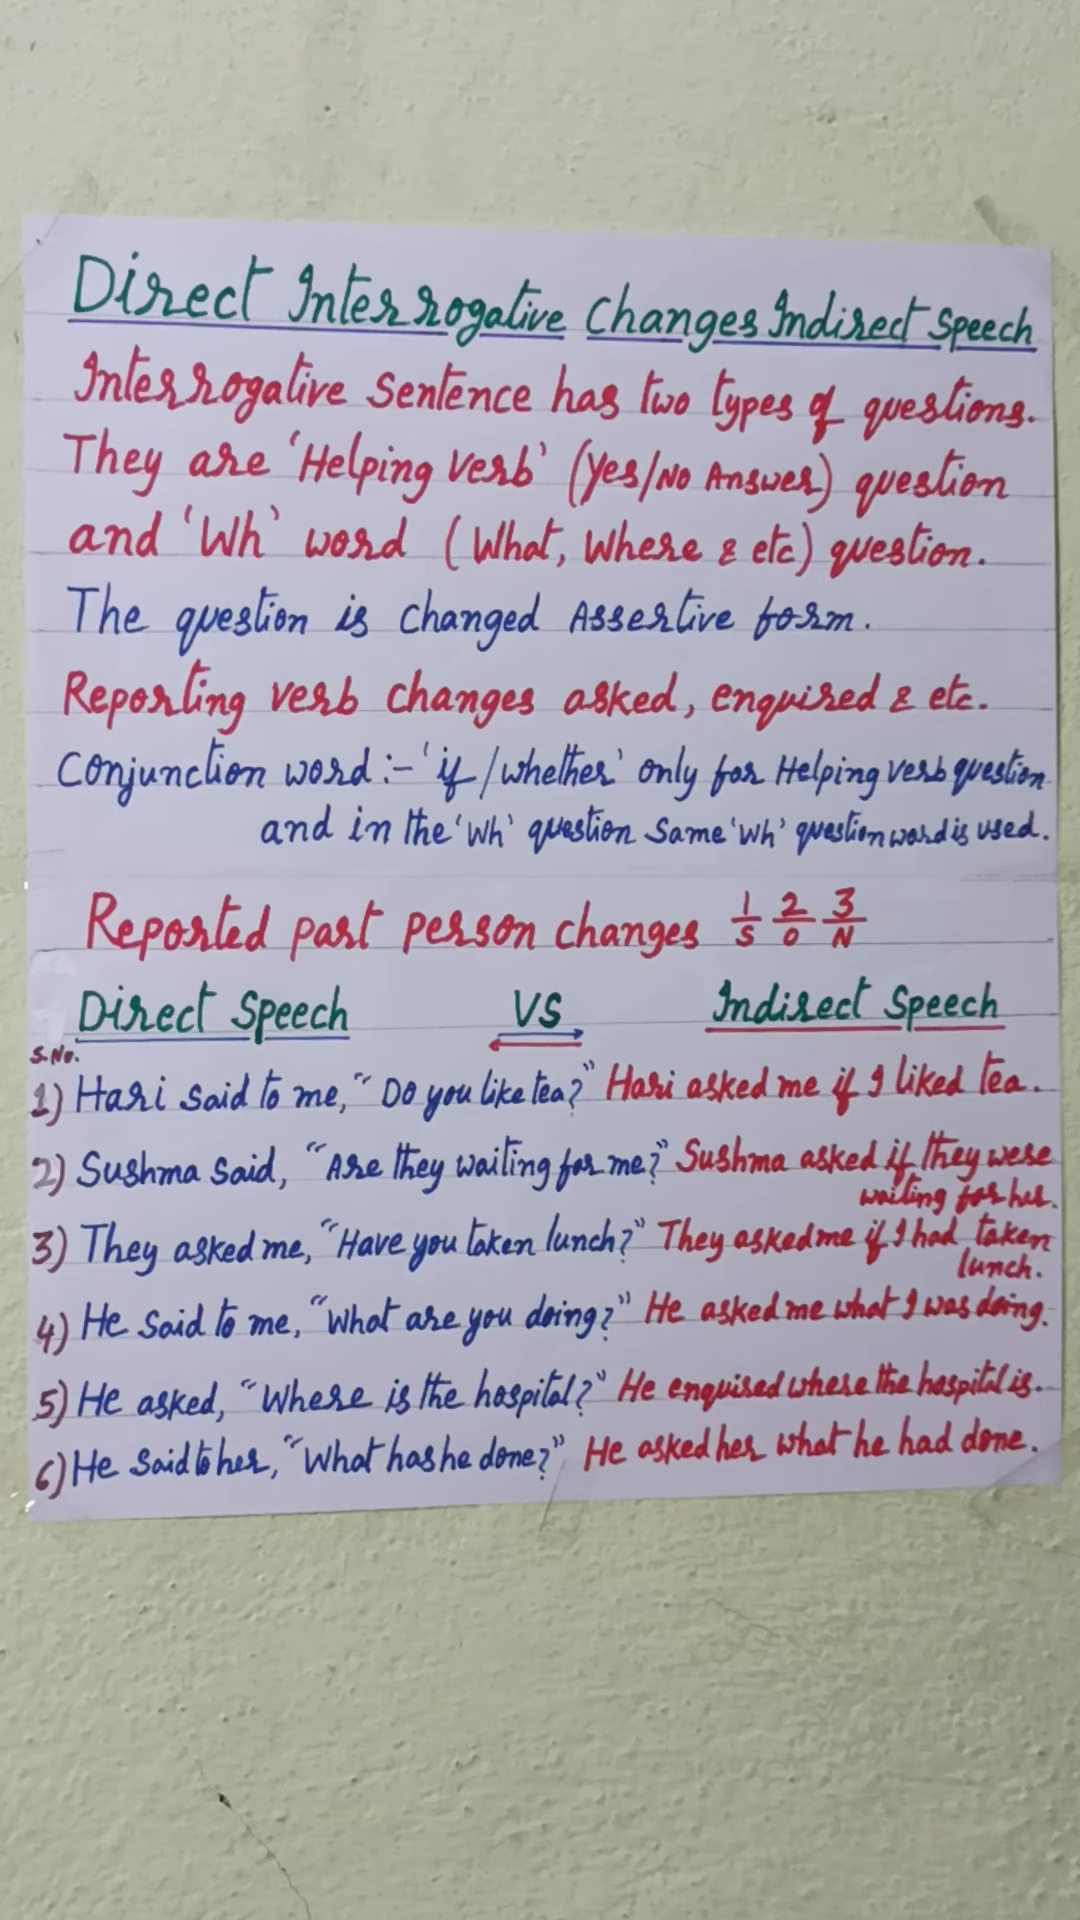 Direct Interrogative Changes Indirect Speech
Interrogative Sentence has two types of questions.
They are 'Helping Verb' (Yes/No Answer) question
and 'Wh' word (What, Where & etc) question.
The question is changed Assertive form.
Reporting verb changes asked, enquired & etc.
Conjunction word :- 'if/whether' only for Helping verb question
and in the 'Wh' question Same 'Wh' question word is used.
Reported part person changes 1/S 2/O 3/N
Direct Speech VS Indirect Speech
S.No.
1) Hari said to me, "Do you like tea?" Hari asked me if I liked tea.
2) Sushma said, "Are they waiting for me?" Sushma asked if they were
waiting for her.
3) They asked me, "Have you taken lunch?" They asked me if I had taken
lunch.
4) He said to me, "What are you doing?" He asked me what I was doing.
5) He asked, "Where is the hospital?" He enquired where the hospital is.
6) He said to her, "What has he done?" He asked her what he had done.